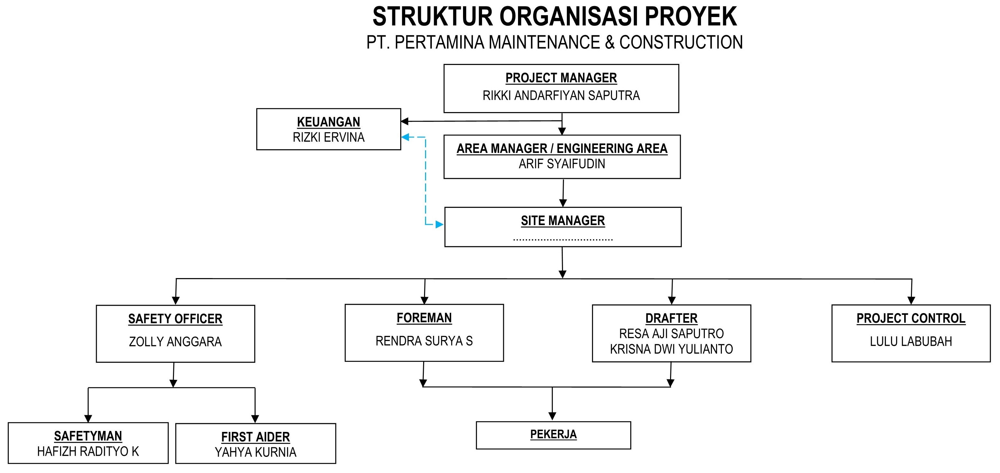 STRUKTUR ORGANISASI PROYEK
PT. PERTAMINA MAINTENANCE & CONSTRUCTION
PROJECT MANAGER
RIKKI ANDARFIYAN SAPUTRA
KEUANGAN
RIZKI ERVINA
AREA MANAGER / ENGINEERING AREA
ARIF SYAIFUDIN
SITE MANAGER
.................................
SAFETY OFFICER
ZOLLY ANGGARA
FOREMAN
RENDRA SURYA S
DRAFTER
RESA AJI SAPUTRO
KRISNA DWI YULIANTO
PROJECT CONTROL
LULU LABUBAH
SAFETYMAN
HAFIZH RADITYO K
FIRST AIDER
YAHYA KURNIA
PEKERJA